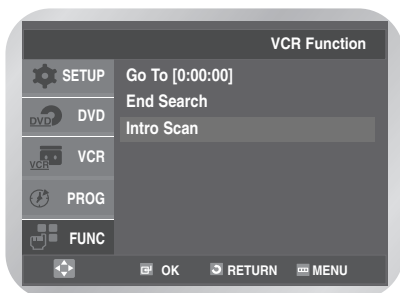 VCR Function
SETUP
DVD DVD
VCR VCR
PROG
FUNC
Go To [0:00:00]
End Search
Intro Scan
OK RETURN MENU